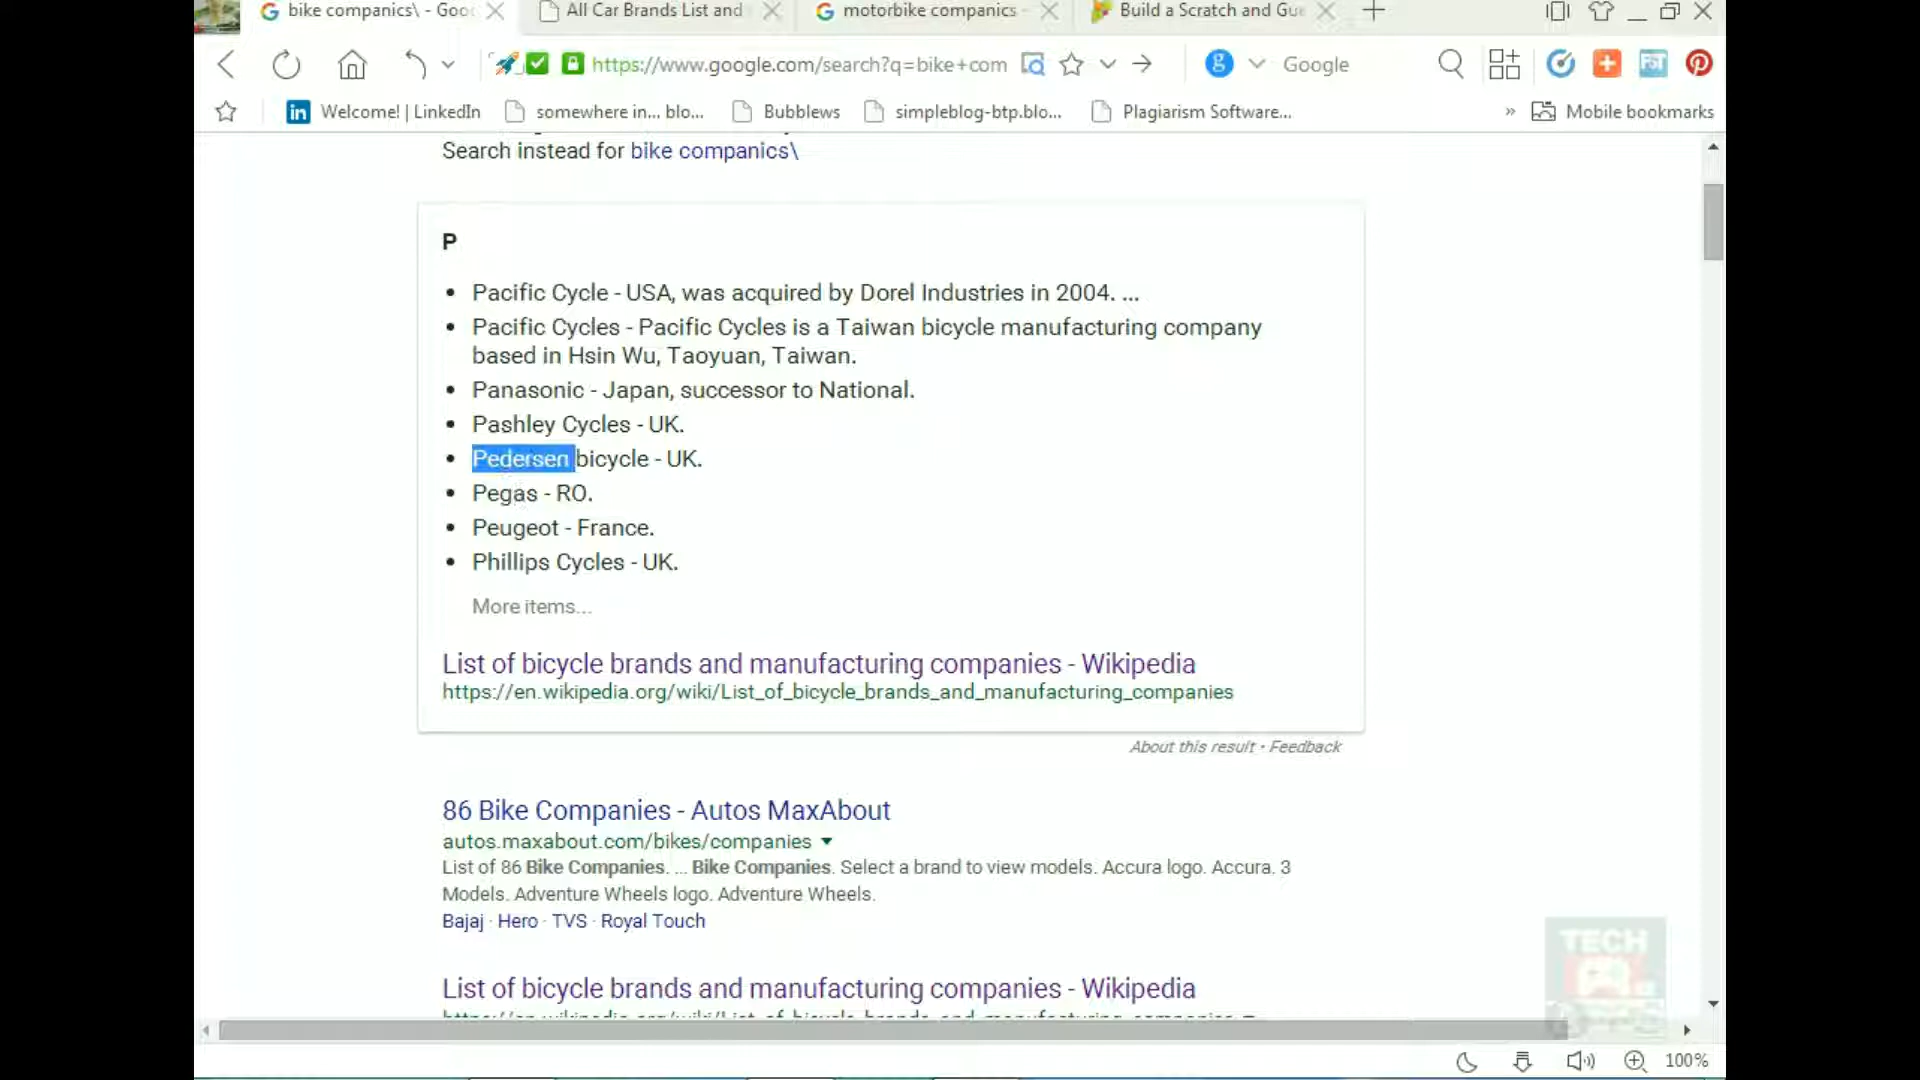 bike companics\ - Goo
All Car Brands List and
motorbike companics -
Build a Scratch and Gue
https://www.google.com/search?q=bike+com
Google
in Welcome! | LinkedIn
somewhere in... blo...
Bubblews
simpleblog-btp.blo...
Plagiarism Software...
» Mobile bookmarks
Search instead for bike companics\
P
• Pacific Cycle - USA, was acquired by Dorel Industries in 2004. ...
• Pacific Cycles - Pacific Cycles is a Taiwan bicycle manufacturing company
based in Hsin Wu, Taoyuan, Taiwan.
• Panasonic - Japan, successor to National.
• Pashley Cycles - UK.
• Pedersen bicycle - UK.
• Pegas - RO.
• Peugeot - France.
• Phillips Cycles - UK.
More items...
List of bicycle brands and manufacturing companies - Wikipedia
https://en.wikipedia.org/wiki/List_of_bicycle_brands_and_manufacturing_companies
About this result • Feedback
86 Bike Companies - Autos MaxAbout
autos.maxabout.com/bikes/companies
List of 86 Bike Companies. ... Bike Companies. Select a brand to view models. Accura logo. Accura. 3
Models. Adventure Wheels logo. Adventure Wheels.
Bajaj · Hero · TVS · Royal Touch
List of bicycle brands and manufacturing companies - Wikipedia
TECH
100%